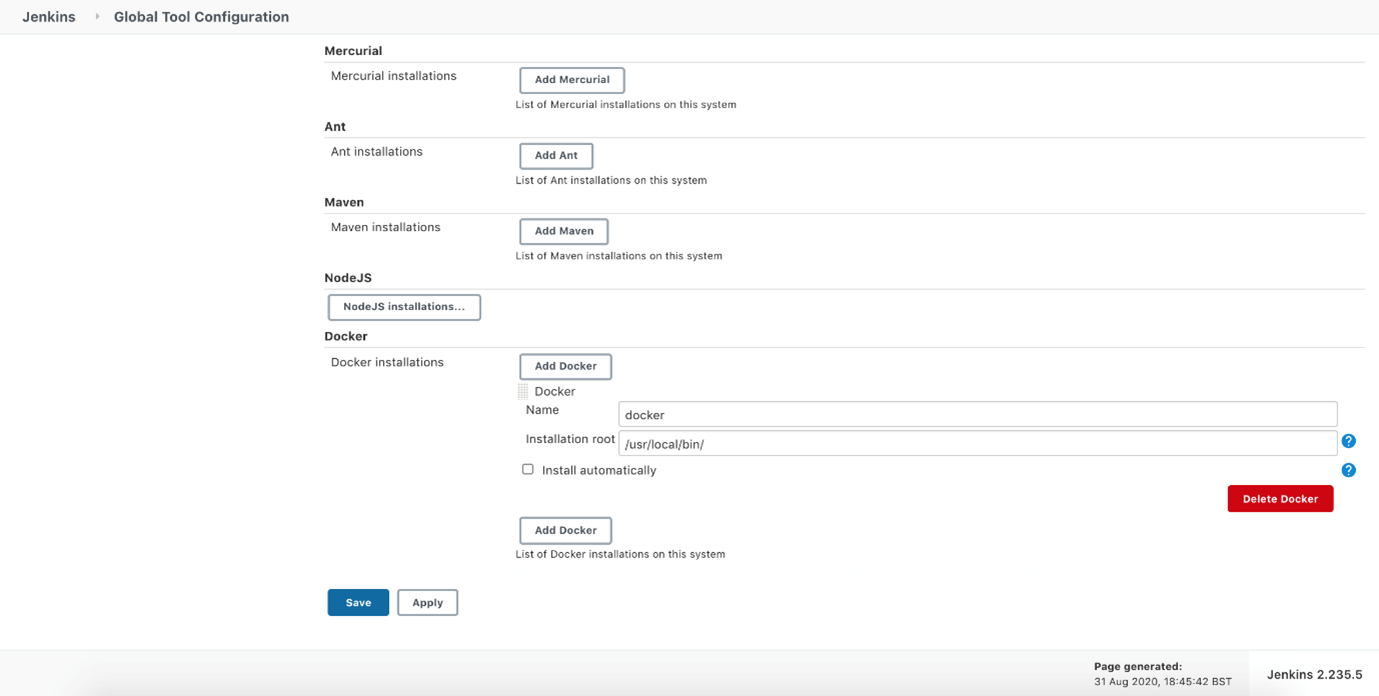 Jenkins Global Tool Configuration
Mercurial
Mercurial installations
Add Mercurial
List of Mercurial installations on this system
Ant
Ant installations
Add Ant
List of Ant installations on this system
Maven
Maven installations
Add Maven
List of Maven installations on this system
NodeJS
NodeJS installations...
Docker
Docker installations
Add Docker
Docker
Name
docker
Installation root
/usr/local/bin/
?
Install automatically
?
Delete Docker
Add Docker
List of Docker installations on this system
Save
Apply
Page generated:
31 Aug 2020, 18:45:42 BST
Jenkins 2.235.5